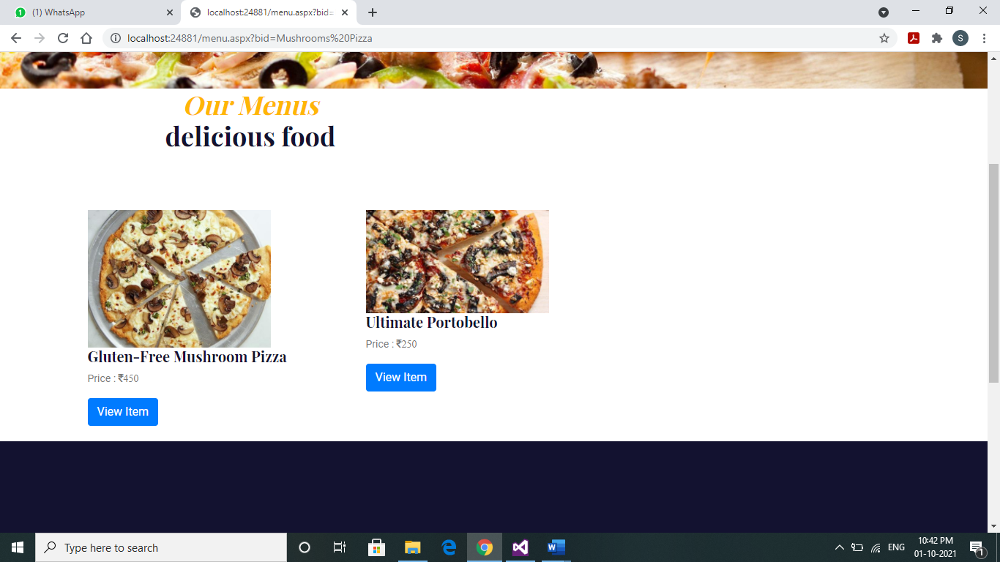 (1) WhatsApp
localhost:24881/menu.aspx?bid=
localhost:24881/menu.aspx?bid=Mushrooms%20Pizza
S
Our Menus
delicious food
Gluten-Free Mushroom Pizza
Price : ₹450
View Item
Ultimate Portobello
Price : ₹250
View Item
Type here to search
ENG
10:42 PM
01-10-2021
1